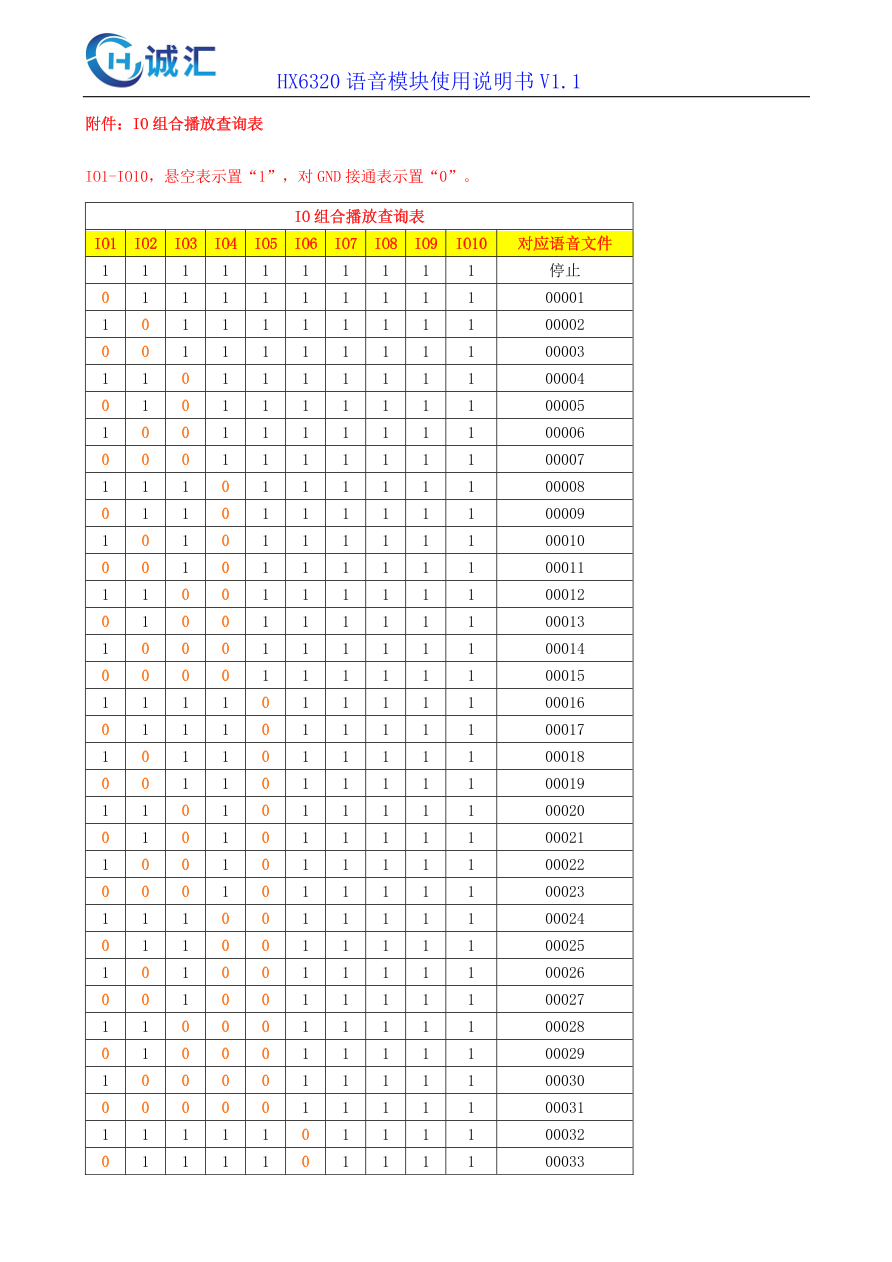 诚汇
HX6320 语音模块使用说明书 V1.1
附件：IO 组合播放查询表
IO1-IO10，悬空表示置“1”，对 GND 接通表示置“0”。
IO 组合播放查询表
IO1 IO2 IO3 IO4 IO5 IO6 IO7 IO8 IO9 IO10 对应语音文件
1 1 1 1 1 1 1 1 1 1 停止
0 1 1 1 1 1 1 1 1 1 00001
1 0 1 1 1 1 1 1 1 1 00002
0 0 1 1 1 1 1 1 1 1 00003
1 1 0 1 1 1 1 1 1 1 00004
0 1 0 1 1 1 1 1 1 1 00005
1 0 0 1 1 1 1 1 1 1 00006
0 0 0 1 1 1 1 1 1 1 00007
1 1 1 0 1 1 1 1 1 1 00008
0 1 1 0 1 1 1 1 1 1 00009
1 0 1 0 1 1 1 1 1 1 00010
0 0 1 0 1 1 1 1 1 1 00011
1 1 0 0 1 1 1 1 1 1 00012
0 1 0 0 1 1 1 1 1 1 00013
1 0 0 0 1 1 1 1 1 1 00014
0 0 0 0 1 1 1 1 1 1 00015
1 1 1 1 0 1 1 1 1 1 00016
0 1 1 1 0 1 1 1 1 1 00017
1 0 1 1 0 1 1 1 1 1 00018
0 0 1 1 0 1 1 1 1 1 00019
1 1 0 1 0 1 1 1 1 1 00020
0 1 0 1 0 1 1 1 1 1 00021
1 0 0 1 0 1 1 1 1 1 00022
0 0 0 1 0 1 1 1 1 1 00023
1 1 1 0 0 1 1 1 1 1 00024
0 1 1 0 0 1 1 1 1 1 00025
1 0 1 0 0 1 1 1 1 1 00026
0 0 1 0 0 1 1 1 1 1 00027
1 1 0 0 0 1 1 1 1 1 00028
0 1 0 0 0 1 1 1 1 1 00029
1 0 0 0 0 1 1 1 1 1 00030
0 0 0 0 0 1 1 1 1 1 00031
1 1 1 1 1 0 1 1 1 1 00032
0 1 1 1 1 0 1 1 1 1 00033